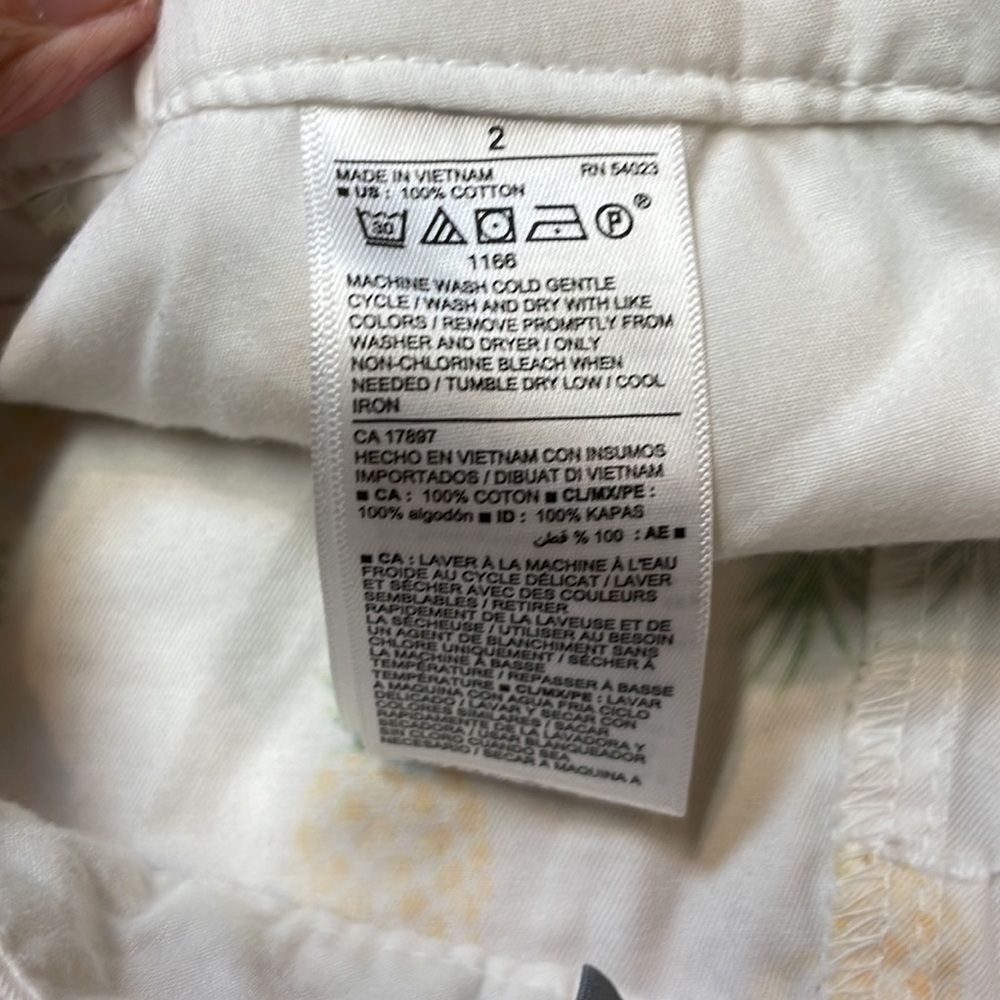 2
MADE IN VIETNAM RN 54023
■ US : 100% COTTON
30 P ®
1166
MACHINE WASH COLD GENTLE
CYCLE / WASH AND DRY WITH LIKE
COLORS / REMOVE PROMPTLY FROM
WASHER AND DRYER / ONLY
NON-CHLORINE BLEACH WHEN
NEEDED / TUMBLE DRY LOW / COOL
IRON
CA 17897
HECHO EN VIETNAM CON INSUMOS
IMPORTADOS / DIBUAT DI VIETNAM
■ CA : 100% COTON ■ CL/MX/PE :
100% algodón ■ ID : 100% KAPAS
■ AE : 100 % قطن
■ CA : LAVER À LA MACHINE À L'EAU
FROIDE AU CYCLE DÉLICAT / LAVER
ET SÉCHER AVEC DES COULEURS
SEMBLABLES / RETIRER
RAPIDEMENT DE LA LAVEUSE ET DE
LA SÉCHEUSE / UTILISER AU BESOIN
UN AGENT DE BLANCHIMENT SANS
CHLORE UNIQUEMENT / SÉCHER À
LA MACHINE À BASSE
TEMPÉRATURE / REPASSER À BASSE
TEMPÉRATURE ■ CL/MX/PE : LAVAR
A MAQUINA CON AGUA FRIA CICLO
DELICADO / LAVAR Y SECAR CON
COLORES SIMILARES / SACAR
RAPIDAMENTE DE LA LAVADORA Y
SECADORA / USAR BLANQUEADOR
SIN CLORO CUANDO SEA
NECESARIO / SECAR A MAQUINA A